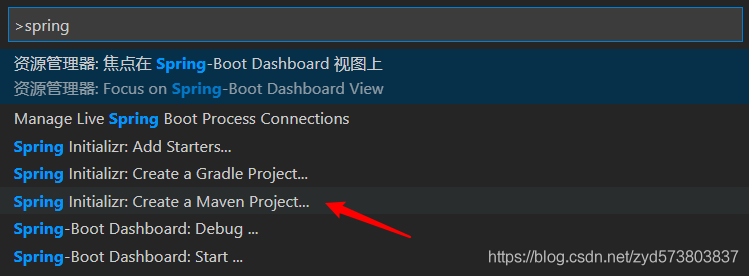 >spring
资源管理器: 焦点在 Spring-Boot Dashboard 视图上
资源管理器: Focus on Spring-Boot Dashboard View
Manage Live Spring Boot Process Connections
Spring Initializr: Add Starters...
Spring Initializr: Create a Gradle Project...
Spring Initializr: Create a Maven Project...
Spring-Boot Dashboard: Debug ...
Spring-Boot Dashboard: Start ...
https://blog.csdn.net/zyd573803837